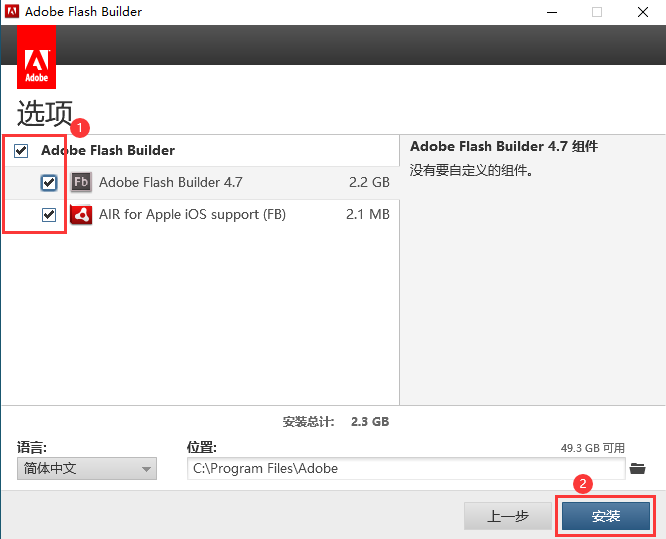 Adobe Flash Builder
Adobe
选项
1
Adobe Flash Builder
Fb Adobe Flash Builder 4.7 2.2 GB
AIR for Apple iOS support (FB) 2.1 MB
Adobe Flash Builder 4.7 组件
没有要自定义的组件。
安装总计: 2.3 GB
语言:
简体中文
位置:
49.3 GB 可用
C:\Program Files\Adobe
2
上一步
安装